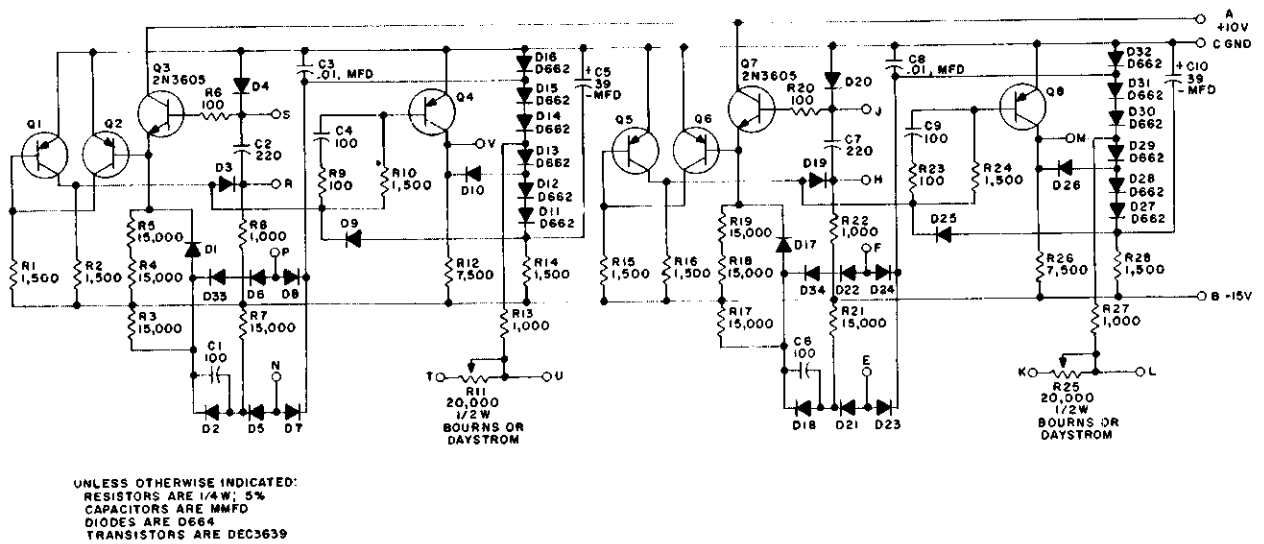 A
+10V
C GND
Q3
2N3605
R6
100
D4
S
C2
220
Q1
Q2
D3
R
R5
15,000
R8
1,000
D1
P
R1
1,500
R2
1,500
R4
15,000
D33
D6
D8
R3
15,000
R7
15,000
C1
100
N
D2
D5
D7
C3
.01, MFD
C4
100
R9
100
R10
1,500
D9
Q4
V
D10
R12
7,500
D16
D662
D15
D662
D14
D662
D13
D662
D12
D662
D11
D662
+ C5
39
- MFD
R14
1,500
R13
1,000
T
R11
20,000
1/2 W
BOURNS OR
DAYSTROM
U
Q7
2N3605
R20
100
D20
J
C7
220
Q5
Q6
D19
H
R19
15,000
R22
1,000
D17
F
R15
1,500
R16
1,500
R18
15,000
D34
D22
D24
R17
15,000
R21
15,000
C6
100
E
D18
D21
D23
C8
.01, MFD
C9
100
R23
100
R24
1,500
D25
Q8
M
D26
R26
7,500
D32
D662
D31
D662
D30
D662
D29
D662
D28
D662
D27
D662
+ C10
39
- MFD
R28
1,500
B -15V
R27
1,000
K
R25
20,000
1/2 W
BOURNS OR
DAYSTROM
L
UNLESS OTHERWISE INDICATED:
RESISTORS ARE 1/4W; 5%
CAPACITORS ARE MMFD
DIODES ARE D664
TRANSISTORS ARE DEC3639